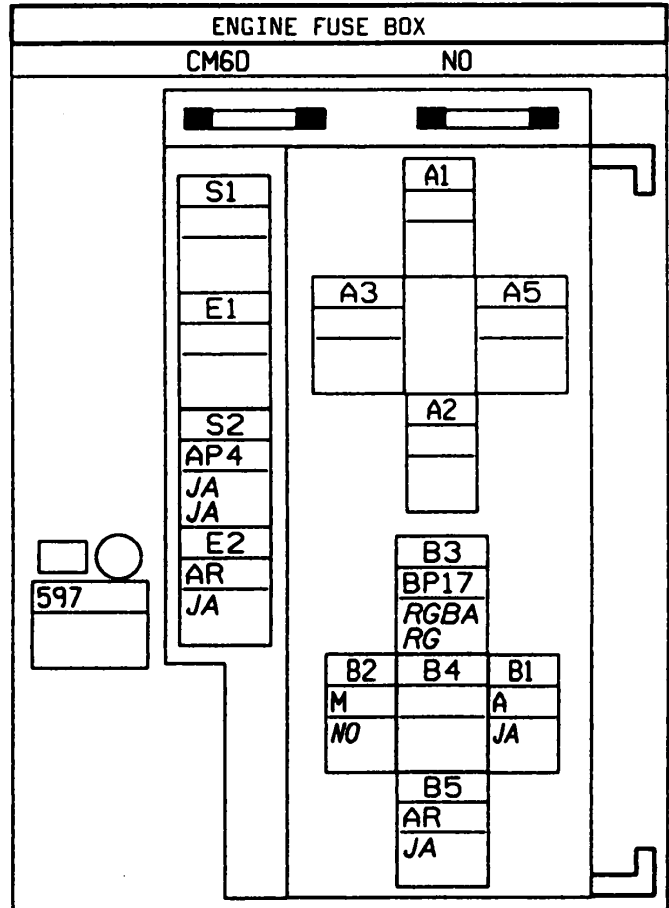 ENGINE FUSE BOX
CM6D NO
S1
E1
S2
AP4
JA
JA
E2
AR
JA
597
A1
A3 A5
A2
B3
BP17
RGBA
RG
B2 B4 B1
M A
NO JA
B5
AR
JA